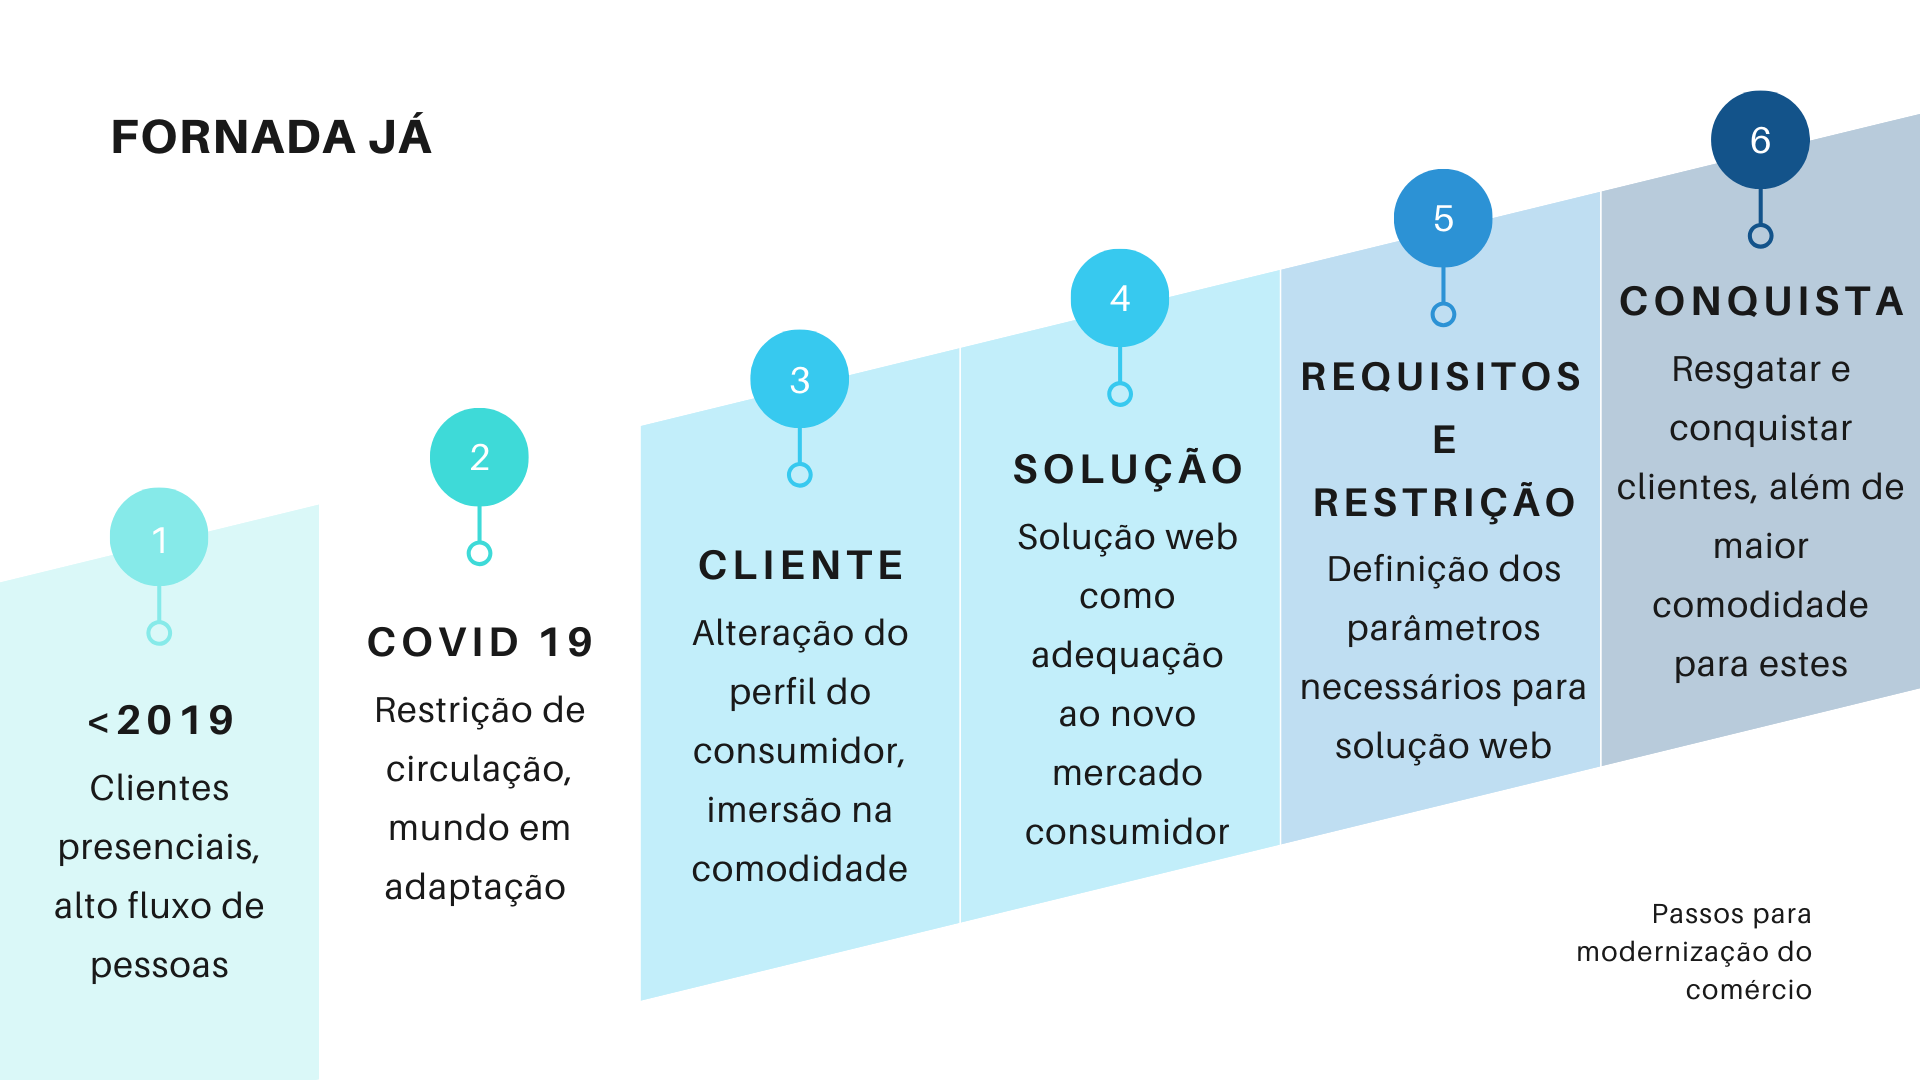 FORNADA JÁ
1
<2019
Clientes
presenciais,
alto fluxo de
pessoas
2
COVID 19
Restrição de
circulação,
mundo em
adaptação
3
CLIENTE
Alteração do
perfil do
consumidor,
imersão na
comodidade
4
SOLUÇÃO
Solução web
como
adequação
ao novo
mercado
consumidor
5
REQUISITOS
E
RESTRIÇÃO
Definição dos
parâmetros
necessários para
solução web
6
CONQUISTA
Resgatar e
conquistar
clientes, além de
maior
comodidade
para estes
Passos para
modernização do
comércio